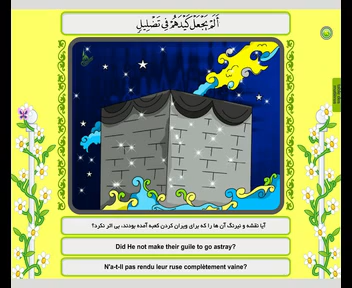 أَلَمْ يَجْعَلْ كَيْدَهُمْ فِي تَضْلِيلٍ
آیا نقشه و نیرنگ آن ها را که برای ویران کردن کعبه آمده بودند، بی اثر نکرد؟
Did He not make their guile to go astray?
N'a-t-Il pas rendu leur ruse complètement vaine?